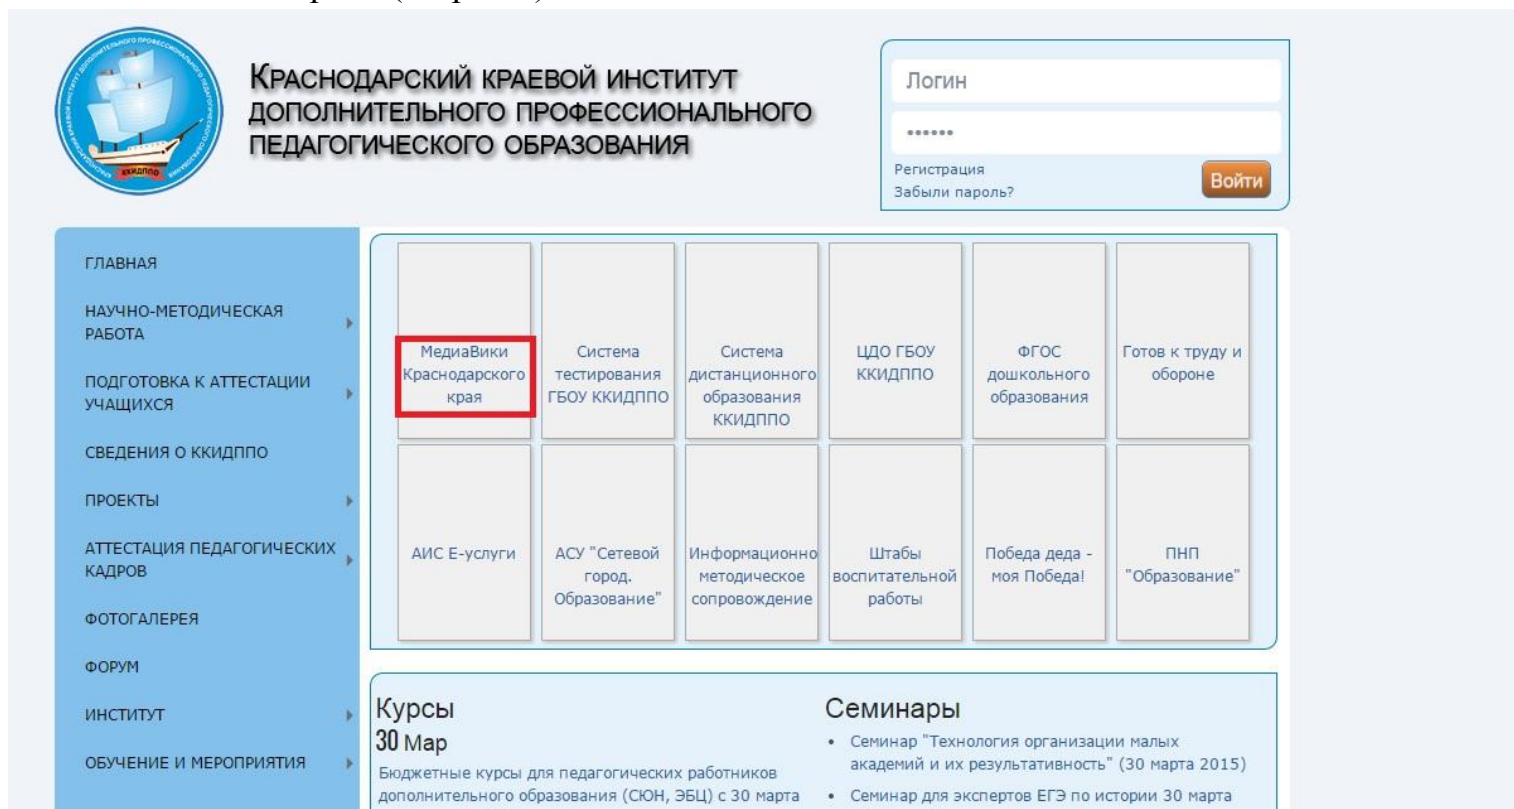 Краснодарский краевой институт
дополнительного профессионального
педагогического образования
ККИДППО
Логин
••••••
Регистрация
Забыли пароль?
Войти
ГЛАВНАЯ
НАУЧНО-МЕТОДИЧЕСКАЯ
РАБОТА
ПОДГОТОВКА К АТТЕСТАЦИИ
УЧАЩИХСЯ
СВЕДЕНИЯ О ККИДППО
ПРОЕКТЫ
АТТЕСТАЦИЯ ПЕДАГОГИЧЕСКИХ
КАДРОВ
ФОТОГАЛЕРЕЯ
ФОРУМ
ИНСТИТУТ
ОБУЧЕНИЕ И МЕРОПРИЯТИЯ
МедиаВики
Краснодарского
края
Система
тестирования
ГБОУ ККИДППО
Система
дистанционного
образования
ККИДППО
ЦДО ГБОУ
ККИДППО
ФГОС
дошкольного
образования
Готов к труду и
обороне
АИС Е-услуги
АСУ "Сетевой
город.
Образование"
Информационно
методическое
сопровождение
Штабы
воспитательной
работы
Победа деда -
моя Победа!
ПНП
"Образование"
Курсы
30 Мар
Бюджетные курсы для педагогических работников
дополнительного образования (СЮН, ЭБЦ) с 30 марта
Семинары
• Семинар "Технология организации малых
академий и их результативность" (30 марта 2015)
• Семинар для экспертов ЕГЭ по истории 30 марта